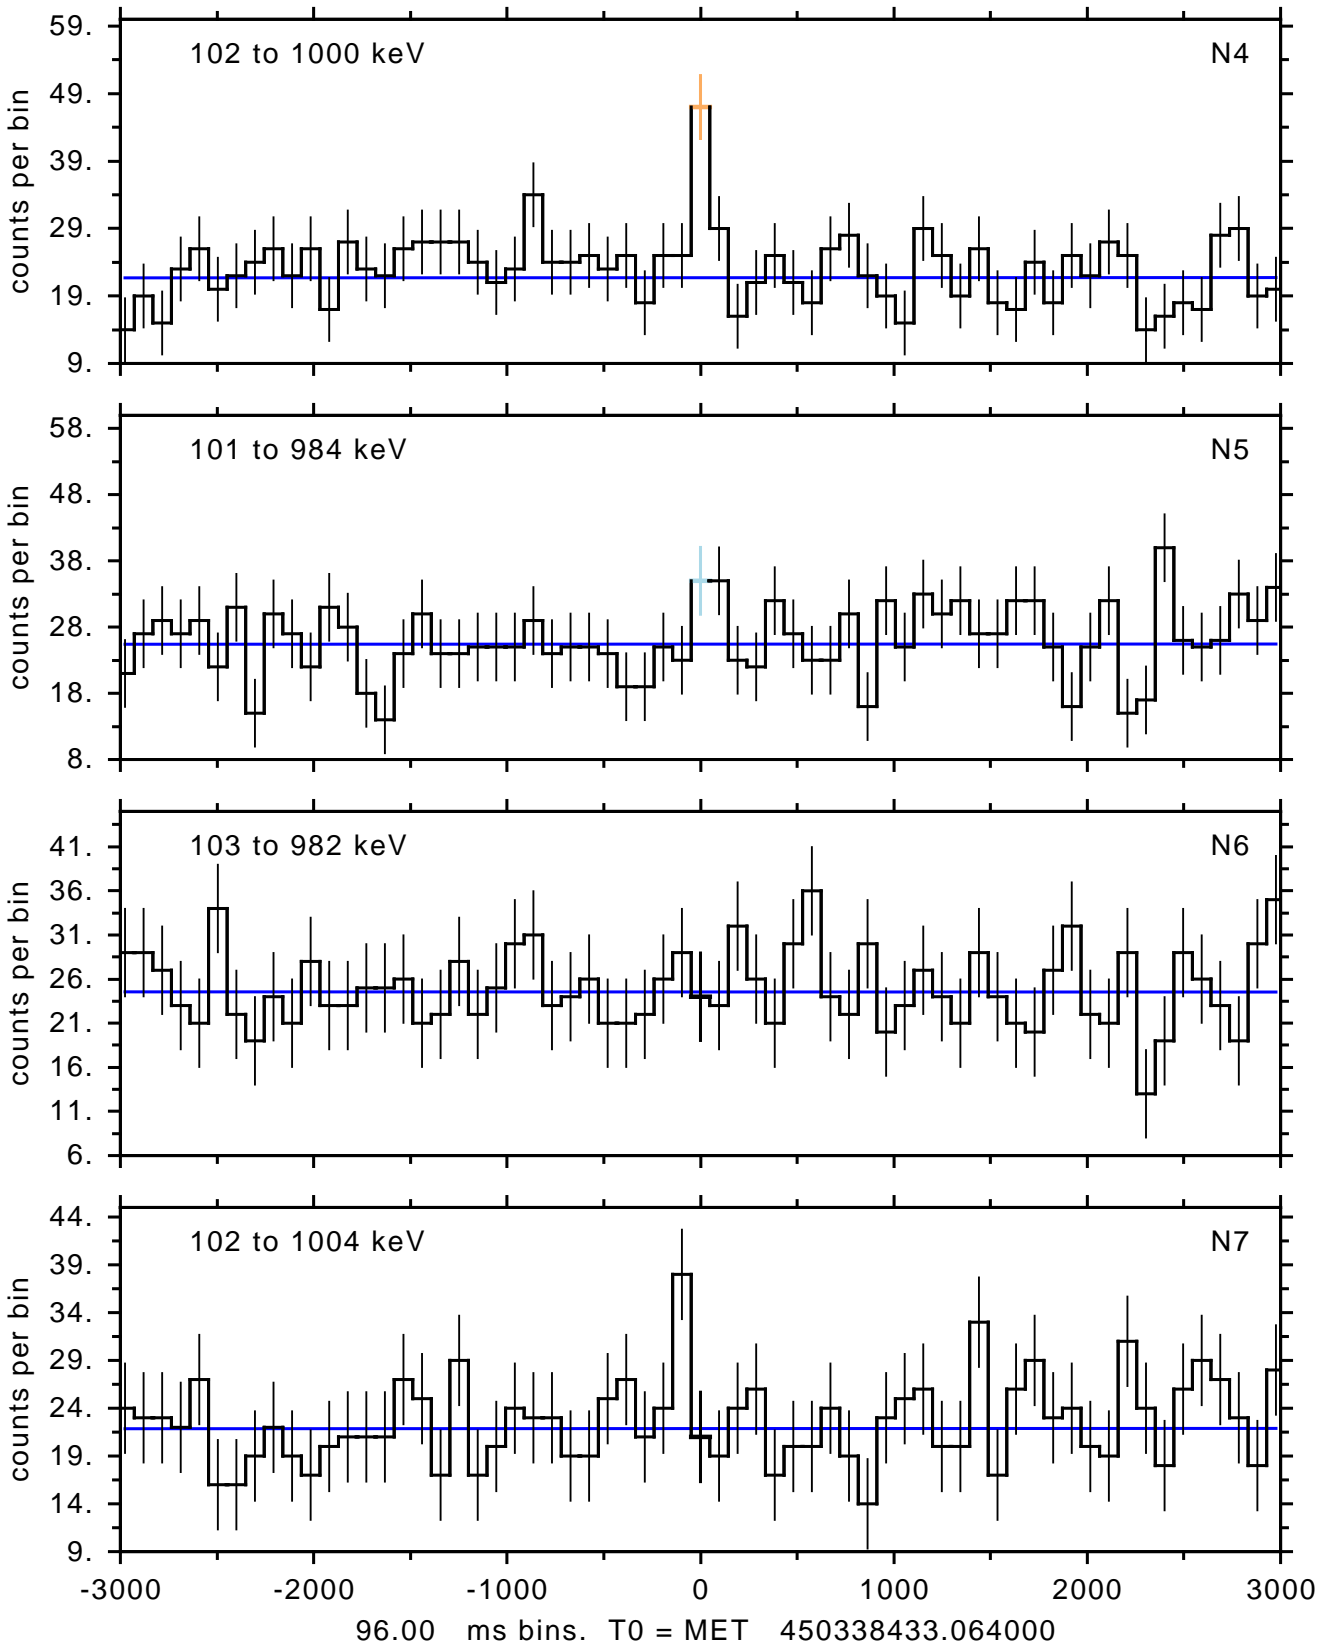 102 to 1000 keV N4
59.
49.
39.
29.
19.
9.
counts per bin
101 to 984 keV N5
58.
48.
38.
28.
18.
8.
counts per bin
103 to 982 keV N6
41.
36.
31.
26.
21.
16.
11.
6.
counts per bin
102 to 1004 keV N7
44.
39.
34.
29.
24.
19.
14.
9.
counts per bin
-3000 -2000 -1000 0 1000 2000 3000
96.00 ms bins. T0 = MET 450338433.064000